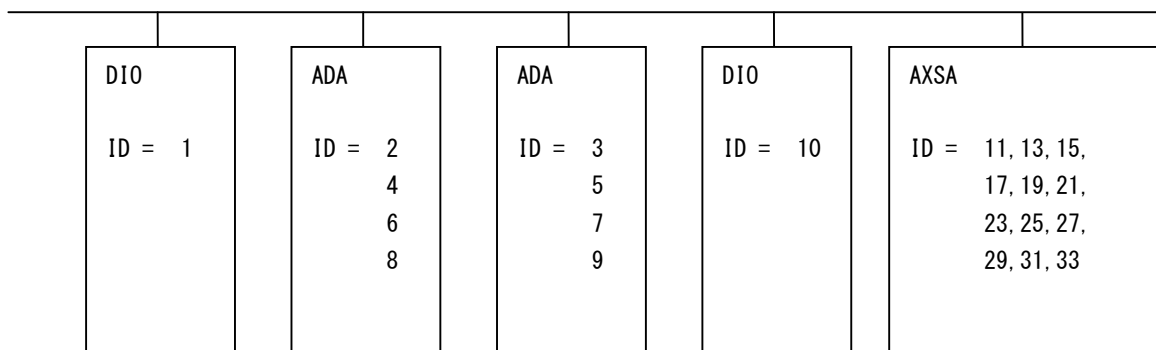 DIO
ID = 1
ADA
ID = 2
4
6
8
ADA
ID = 3
5
7
9
DIO
ID = 10
AXSA
ID = 11, 13, 15,
17, 19, 21,
23, 25, 27,
29, 31, 33